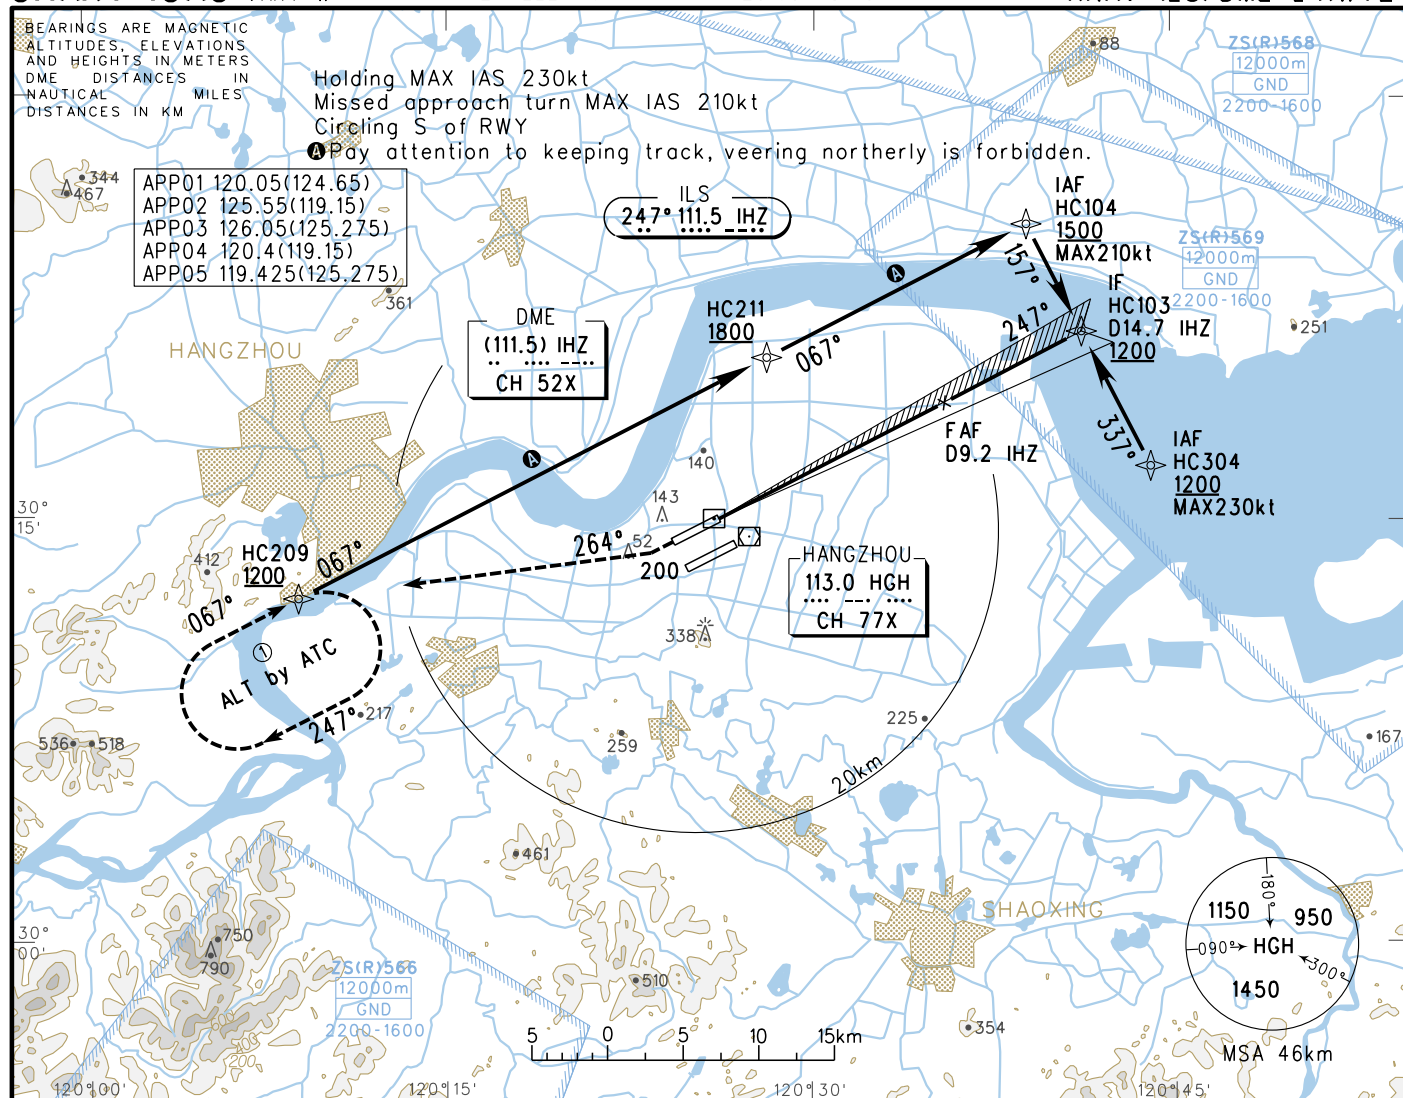 BEARINGS ARE MAGNETIC
ALTITUDES, ELEVATIONS
AND HEIGHTS IN METERS
DME DISTANCES IN
NAUTICAL MILES
DISTANCES IN KM
Holding MAX IAS 230kt
Missed approach turn MAX IAS 210kt
Circling S of RWY
A Pay attention to keeping track, veering northerly is forbidden.
APP01 120.05(124.65)
APP02 125.55(119.15)
APP03 126.05(125.275)
APP04 120.4(119.15)
APP05 119.425(125.275)
344
467
361
88
ZS(R)568
12000m
GND
2200-1600
ILS
247° 111.5 IHZ
IAF
HC104
1500
MAX210kt
ZS(R)569
12000m
GND
2200-1600
157°
IF
HC103
D14.7 IHZ
1200
251
A
HC211
1800
067°
247°
DME
(111.5) IHZ
CH 52X
HANGZHOU
A
140
143
FAF
D9.2 IHZ
337°
IAF
HC304
1200
MAX230kt
30°
15'
412
HC209
1200
067°
264°
52
200
HANGZHOU
113.0 HGH
CH 77X
067°
1
ALT by ATC
247°
217
338
259
225
20km
536
518
167
461
SHAOXING
750
790
30°
00'
ZS(R)566
12000m
GND
2200-1600
510
354
600
400
200
180°
1150
950
090°
HGH
300°
1450
MSA 46km
5 0 5 10 15km
120°00'
120°15'
120°30'
120°45'